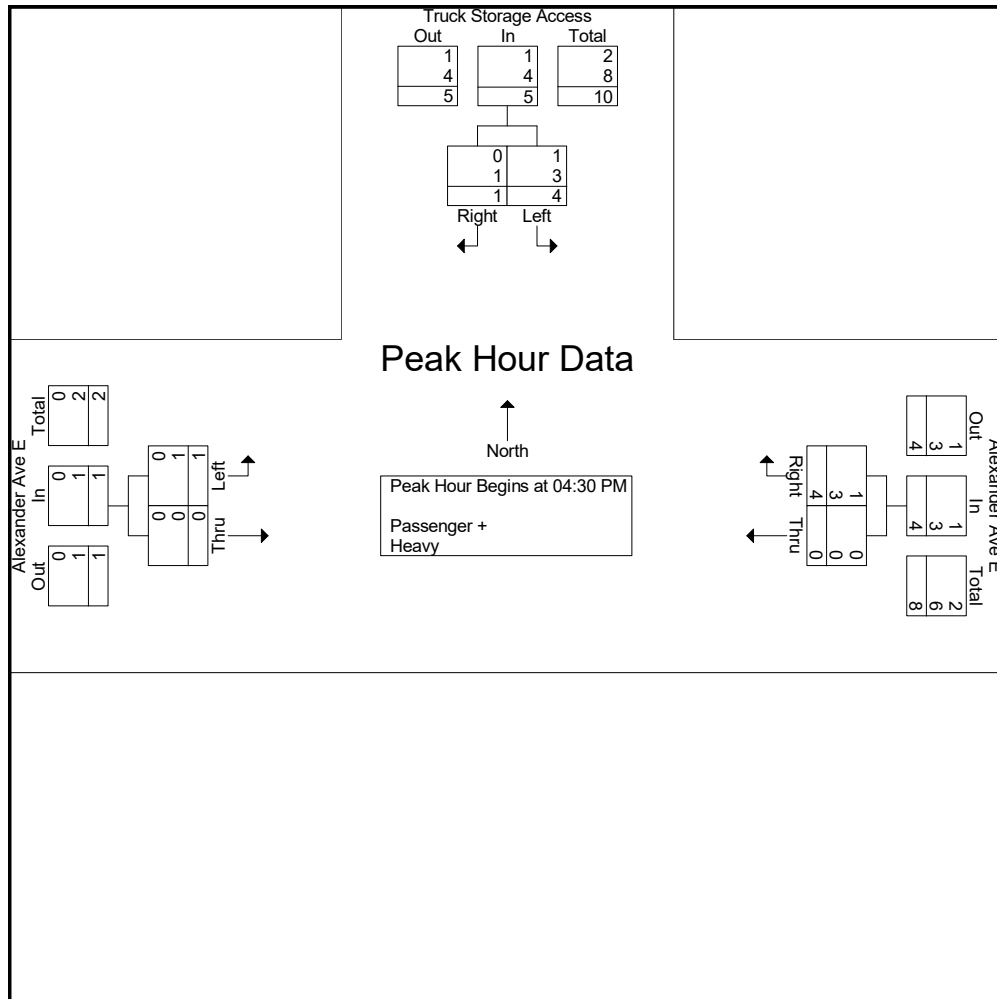 Truck Storage Access
Out In Total
1 1 2
4 4 8
5 5 10
0 1
1 3
1 4
Right Left
Peak Hour Data
North
Peak Hour Begins at 04:30 PM
Passenger +
Heavy
Alexander Ave E
Out In Total
1 1 0
1 1 0
2 2 0
Left Thru
0 0
1 0
1 0
Alexander Ave E
Out In Total
1 1 2
3 3 6
4 4 8
Right Thru
1 0
3 0
4 0